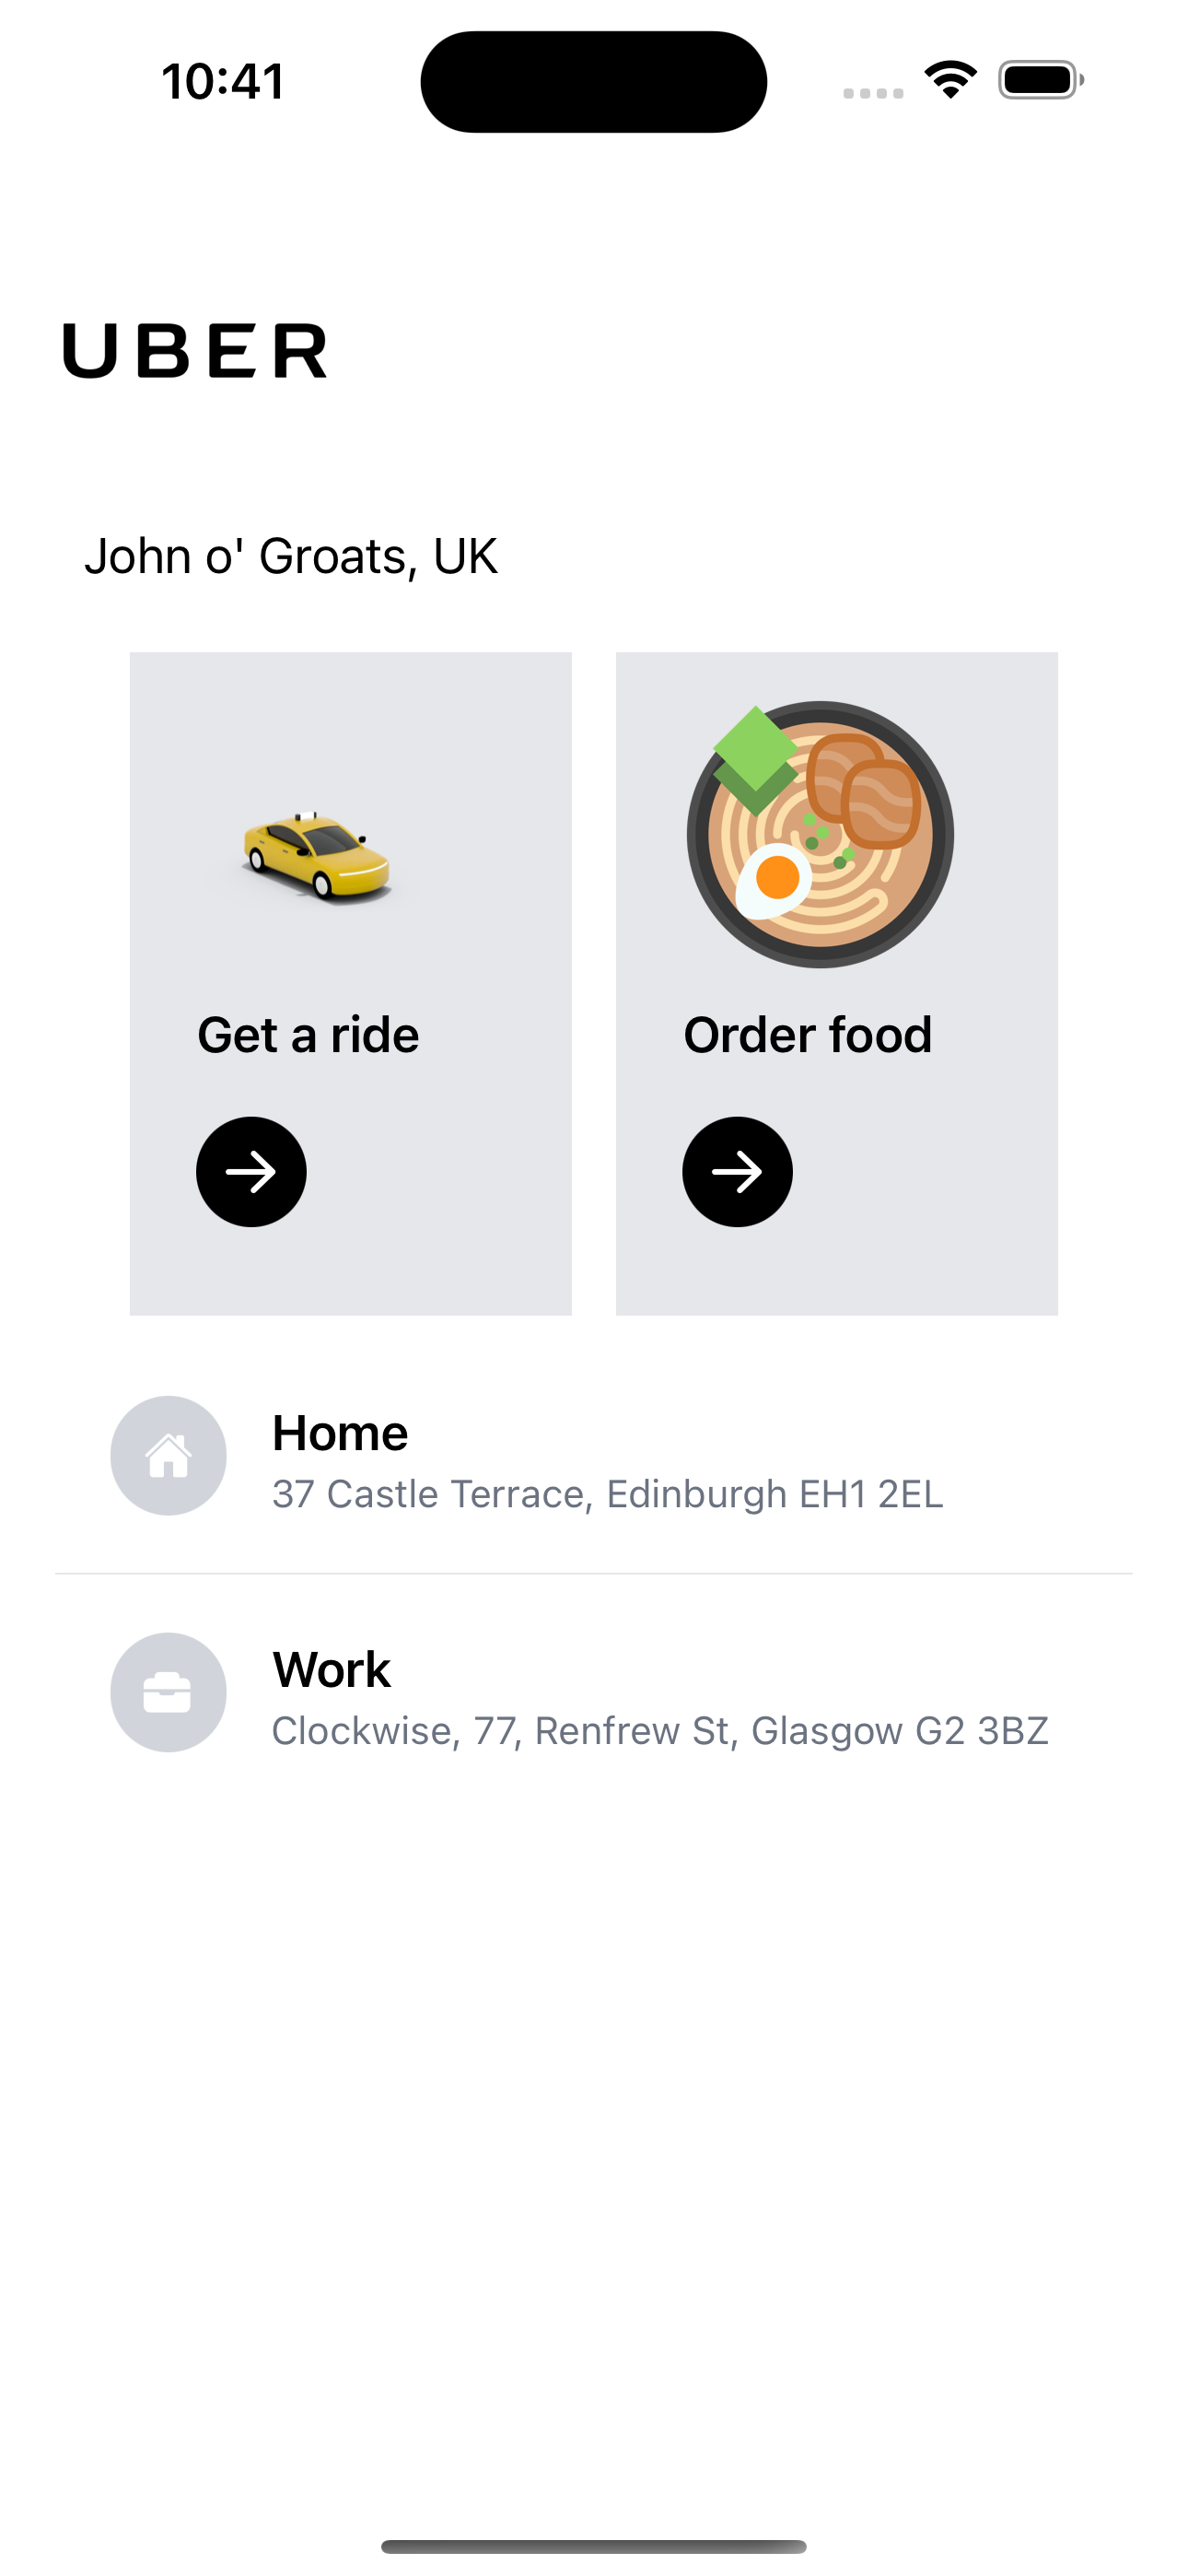 10:41
UBER
John o' Groats, UK
Get a ride
Order food
Home
37 Castle Terrace, Edinburgh EH1 2EL
Work
Clockwise, 77, Renfrew St, Glasgow G2 3BZ